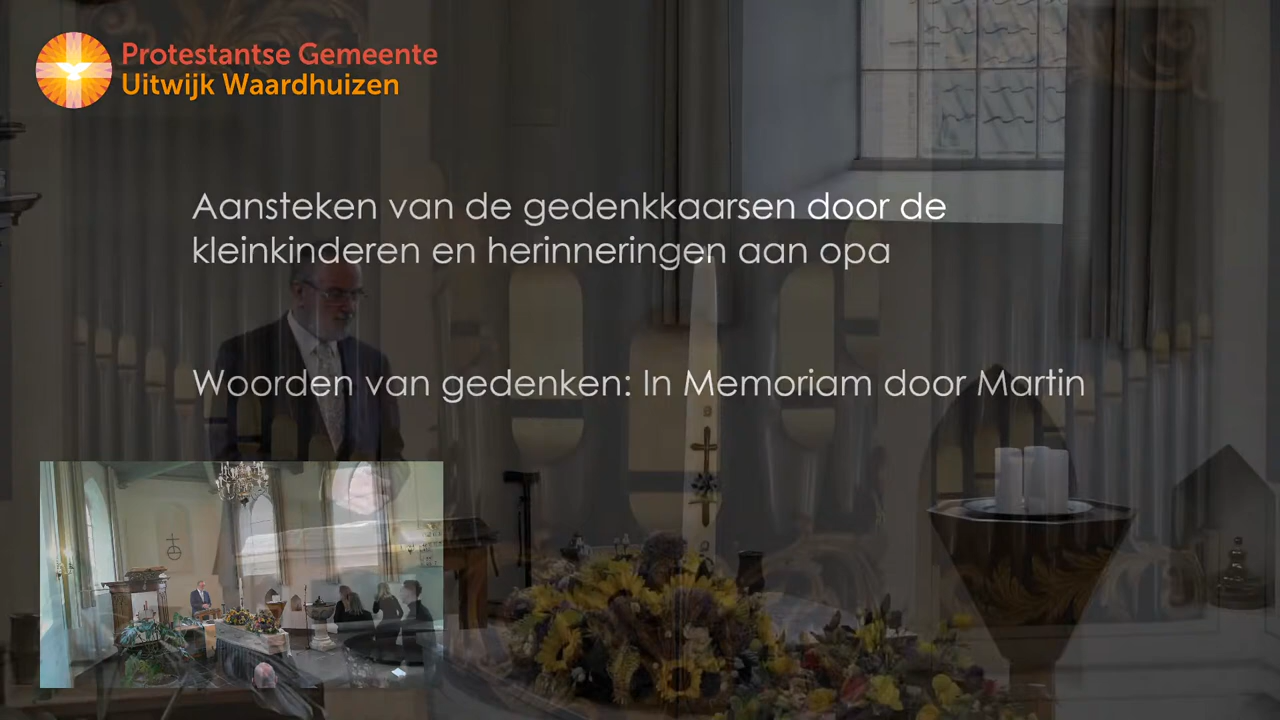 Protestantse Gemeente
Uitwijk Waardhuizen
Aansteken van de gedenkkaarsen door de
kleinkinderen en herinneringen aan opa
Woorden van gedenken: In Memoriam door Martin